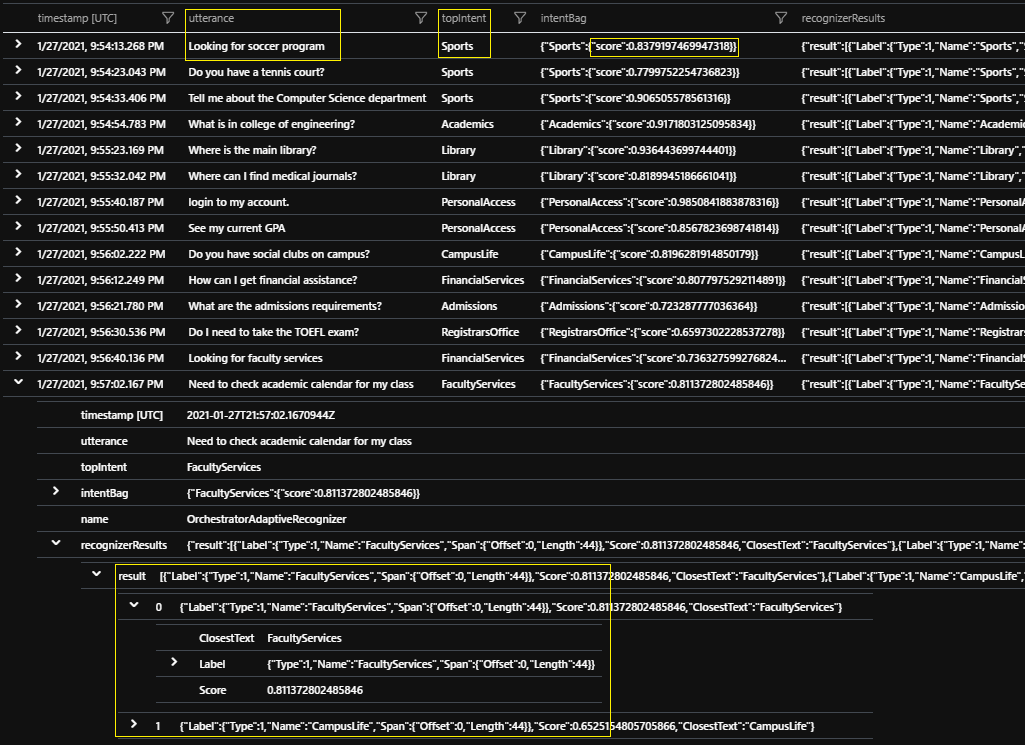 timestamp [UTC] utterance topIntent intentBag recognizerResults
1/27/2021, 9:54:13.268 PM Looking for soccer program Sports {"Sports":{"score":0.8379197469947318}} {"result":[{"Label":{"Type":1,"Name":"Sports","
1/27/2021, 9:54:23.043 PM Do you have a tennis court? Sports {"Sports":{"score":0.7799752254736823}} {"result":[{"Label":{"Type":1,"Name":"Sports","
1/27/2021, 9:54:33.406 PM Tell me about the Computer Science department Sports {"Sports":{"score":0.906505578561316}} {"result":[{"Label":{"Type":1,"Name":"Sports","
1/27/2021, 9:54:54.783 PM What is in college of engineering? Academics {"Academics":{"score":0.9171803125095834}} {"result":[{"Label":{"Type":1,"Name":"Academic
1/27/2021, 9:55:23.169 PM Where is the main library? Library {"Library":{"score":0.936443699744401}} {"result":[{"Label":{"Type":1,"Name":"Library","
1/27/2021, 9:55:32.042 PM Where can I find medical journals? Library {"Library":{"score":0.8189945186661041}} {"result":[{"Label":{"Type":1,"Name":"Library","
1/27/2021, 9:55:40.187 PM login to my account. PersonalAccess {"PersonalAccess":{"score":0.9850841883878316}} {"result":[{"Label":{"Type":1,"Name":"PersonalA
1/27/2021, 9:55:50.413 PM See my current GPA PersonalAccess {"PersonalAccess":{"score":0.8567823698741814}} {"result":[{"Label":{"Type":1,"Name":"PersonalA
1/27/2021, 9:56:02.222 PM Do you have social clubs on campus? CampusLife {"CampusLife":{"score":0.8196281914850179}} {"result":[{"Label":{"Type":1,"Name":"CampusL
1/27/2021, 9:56:12.249 PM How can I get financial assistance? FinancialServices {"FinancialServices":{"score":0.8077975292114891}} {"result":[{"Label":{"Type":1,"Name":"Financial
1/27/2021, 9:56:21.780 PM What are the admissions requirements? Admissions {"Admissions":{"score":0.723287777036364}} {"result":[{"Label":{"Type":1,"Name":"Admissio
1/27/2021, 9:56:30.536 PM Do I need to take the TOEFL exam? RegistrarsOffice {"RegistrarsOffice":{"score":0.6597302228537278}} {"result":[{"Label":{"Type":1,"Name":"Registrars
1/27/2021, 9:56:40.136 PM Looking for faculty services FinancialServices {"FinancialServices":{"score":0.736327599276824... {"result":[{"Label":{"Type":1,"Name":"Financial
1/27/2021, 9:57:02.167 PM Need to check academic calendar for my class FacultyServices {"FacultyServices":{"score":0.811372802485846}} {"result":[{"Label":{"Type":1,"Name":"FacultySe
timestamp [UTC] 2021-01-27T21:57:02.1670944Z
utterance Need to check academic calendar for my class
topIntent FacultyServices
intentBag {"FacultyServices":{"score":0.811372802485846}}
name OrchestratorAdaptiveRecognizer
recognizerResults {"result":[{"Label":{"Type":1,"Name":"FacultyServices","Span":{"Offset":0,"Length":44}},"Score":0.811372802485846,"ClosestText":"FacultyServices"},{"Label":{"Type":1,"Name":
result [{"Label":{"Type":1,"Name":"FacultyServices","Span":{"Offset":0,"Length":44}},"Score":0.811372802485846,"ClosestText":"FacultyServices"},{"Label":{"Type":1,"Name":"CampusLife",
0 {"Label":{"Type":1,"Name":"FacultyServices","Span":{"Offset":0,"Length":44}},"Score":0.811372802485846,"ClosestText":"FacultyServices"}
ClosestText FacultyServices
Label {"Type":1,"Name":"FacultyServices","Span":{"Offset":0,"Length":44}}
Score 0.811372802485846
1 {"Label":{"Type":1,"Name":"CampusLife","Span":{"Offset":0,"Length":44}},"Score":0.6525154805705866,"ClosestText":"CampusLife"}